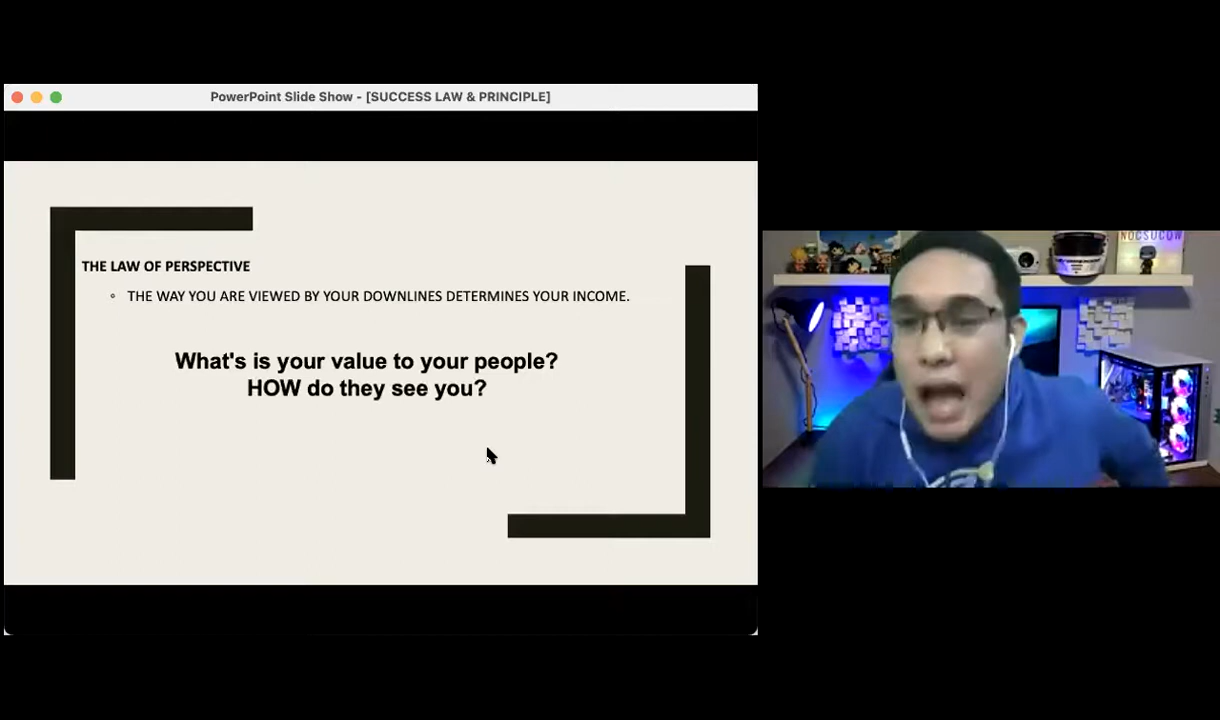 PowerPoint Slide Show - [SUCCESS LAW & PRINCIPLE]
THE LAW OF PERSPECTIVE
THE WAY YOU ARE VIEWED BY YOUR DOWNLINES DETERMINES YOUR INCOME.
What's is your value to your people?
HOW do they see you?